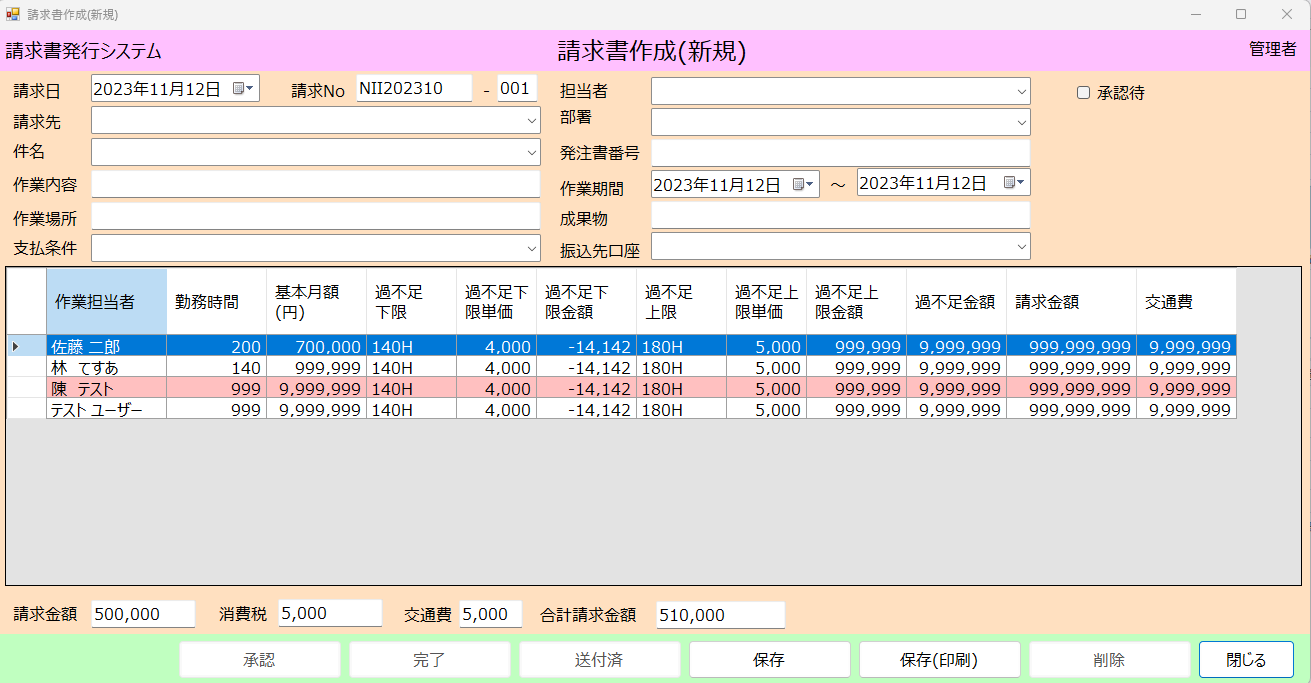 請求書作成(新規)
請求書発行システム 請求書作成(新規) 管理者
請求日 2023年11月12日 請求No NII202310 - 001 担当者 承認待
請求先 部署
件名 発注書番号
作業内容 作業期間 2023年11月12日 ～ 2023年11月12日
作業場所 成果物
支払条件 振込先口座
作業担当者 勤務時間 基本月額(円) 過不足下限 過不足下限単価 過不足下限金額 過不足上限 過不足上限単価 過不足上限金額 過不足金額 請求金額 交通費
佐藤 二郎 200 700,000 140H 4,000 -14,142 180H 5,000 999,999 9,999,999 999,999,999 9,999,999
林 てすあ 140 999,999 140H 4,000 -14,142 180H 5,000 999,999 9,999,999 999,999,999 9,999,999
陳 テスト 999 9,999,999 140H 4,000 -14,142 180H 5,000 999,999 9,999,999 999,999,999 9,999,999
テスト ユーザー 999 9,999,999 140H 4,000 -14,142 180H 5,000 999,999 9,999,999 999,999,999 9,999,999
請求金額 500,000 消費税 5,000 交通費 5,000 合計請求金額 510,000
承認 完了 送付済 保存 保存(印刷) 削除 閉じる